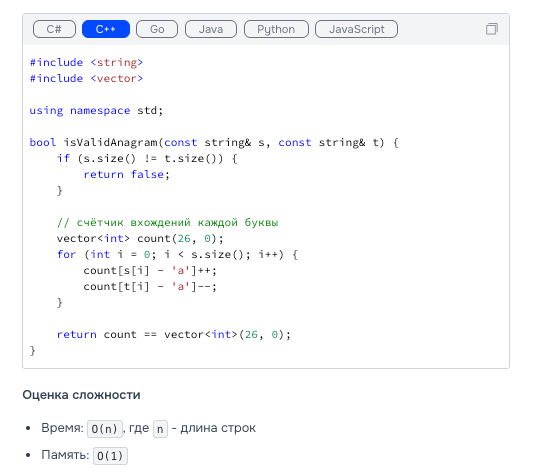 C# C++ Go Java Python JavaScript
#include <string>
#include <vector>
using namespace std;
bool isValidAnagram(const string& s, const string& t) {
    if (s.size() != t.size()) {
        return false;
    }
    // счётчик вхождений каждой буквы
    vector<int> count(26, 0);
    for (int i = 0; i < s.size(); i++) {
        count[s[i] - 'a']++;
        count[t[i] - 'a']--;
    }
    return count == vector<int>(26, 0);
}
Оценка сложности
• Время: O(n), где n - длина строк
• Память: O(1)